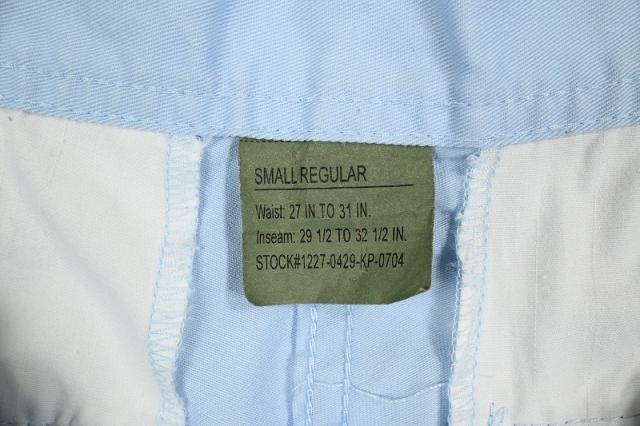 SMALL REGULAR
Waist: 27 IN.TO 31 IN.
Inseam: 29 1/2 TO 32 1/2 IN.
STOCK#1227-0429-KP-0704